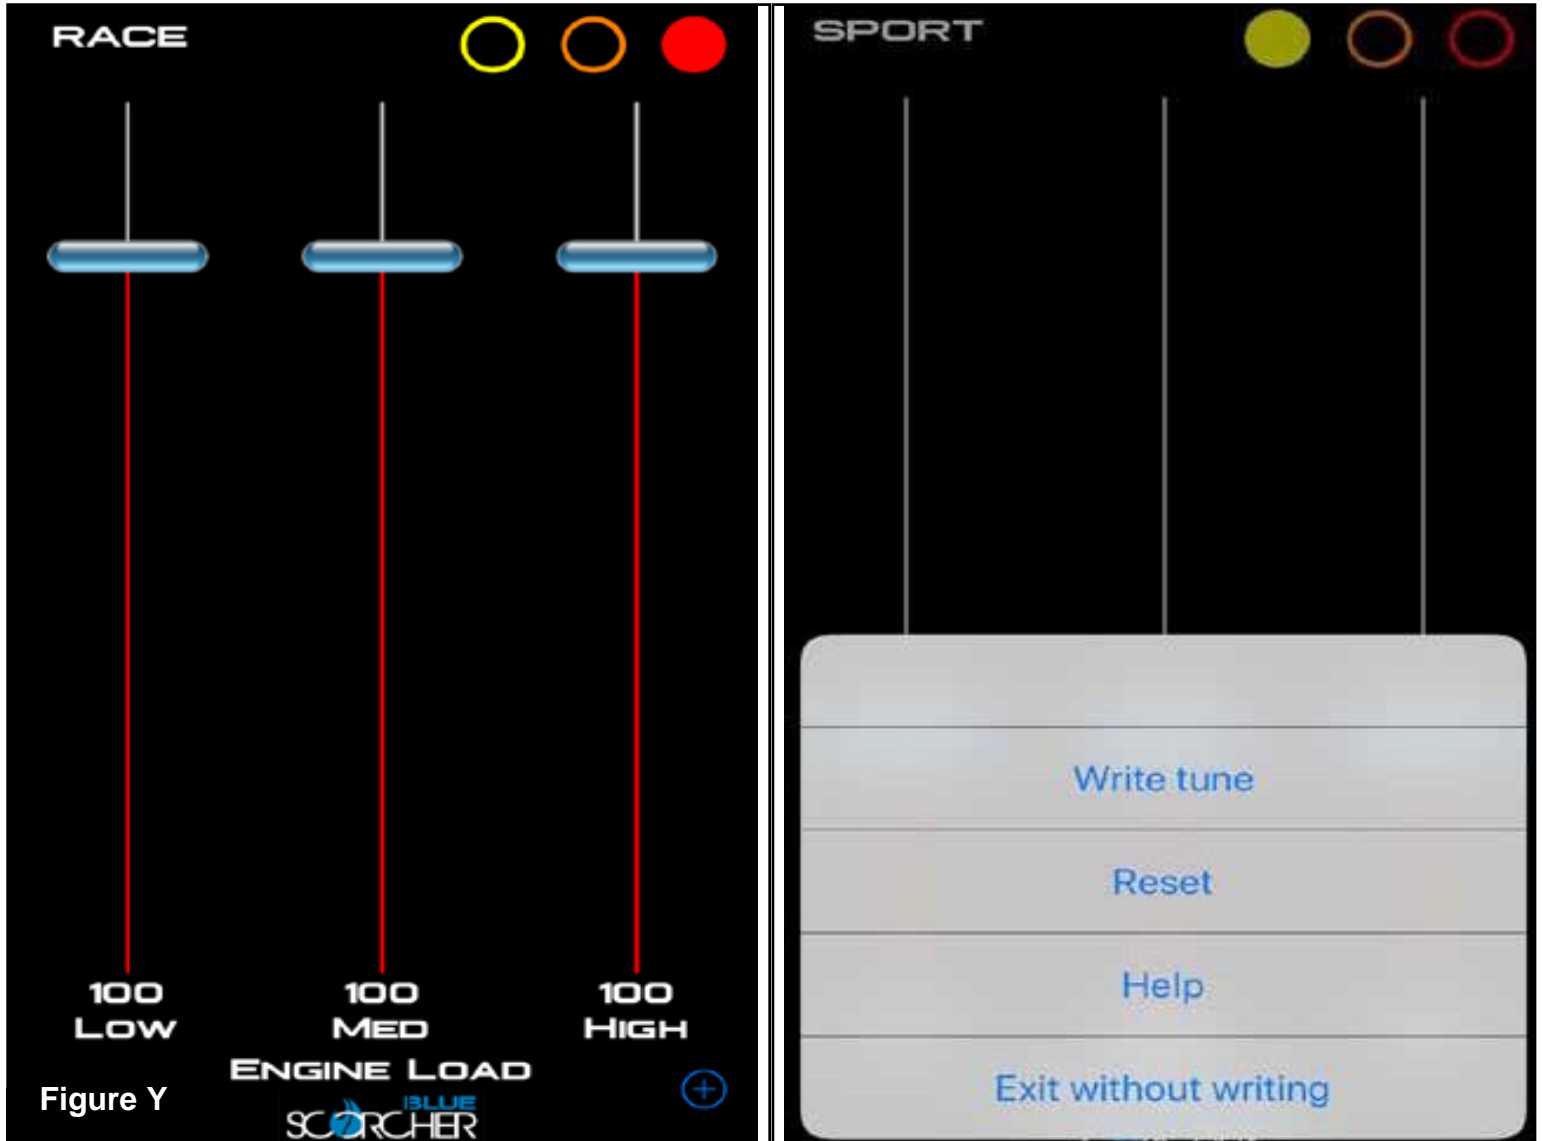 RACE
100 100 100
LOW MED HIGH
ENGINE LOAD
Figure Y
BLUE
SCORCHER
SPORT
Write tune
Reset
Help
Exit without writing